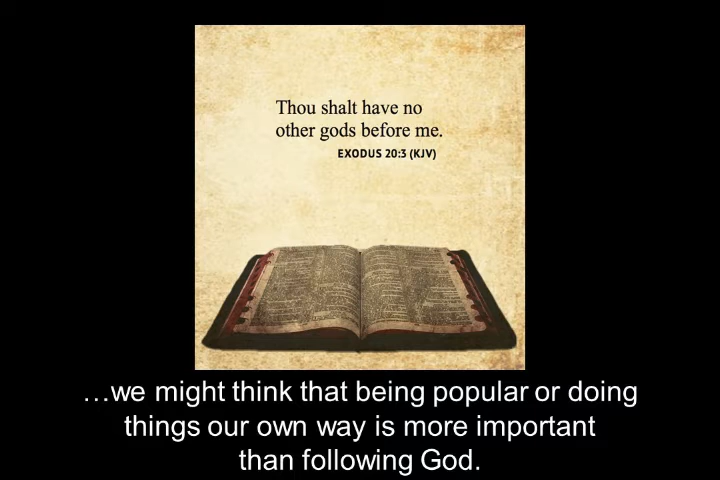 Thou shalt have no
other gods before me.
EXODUS 20:3 (KJV)
…we might think that being popular or doing
things our own way is more important
than following God.